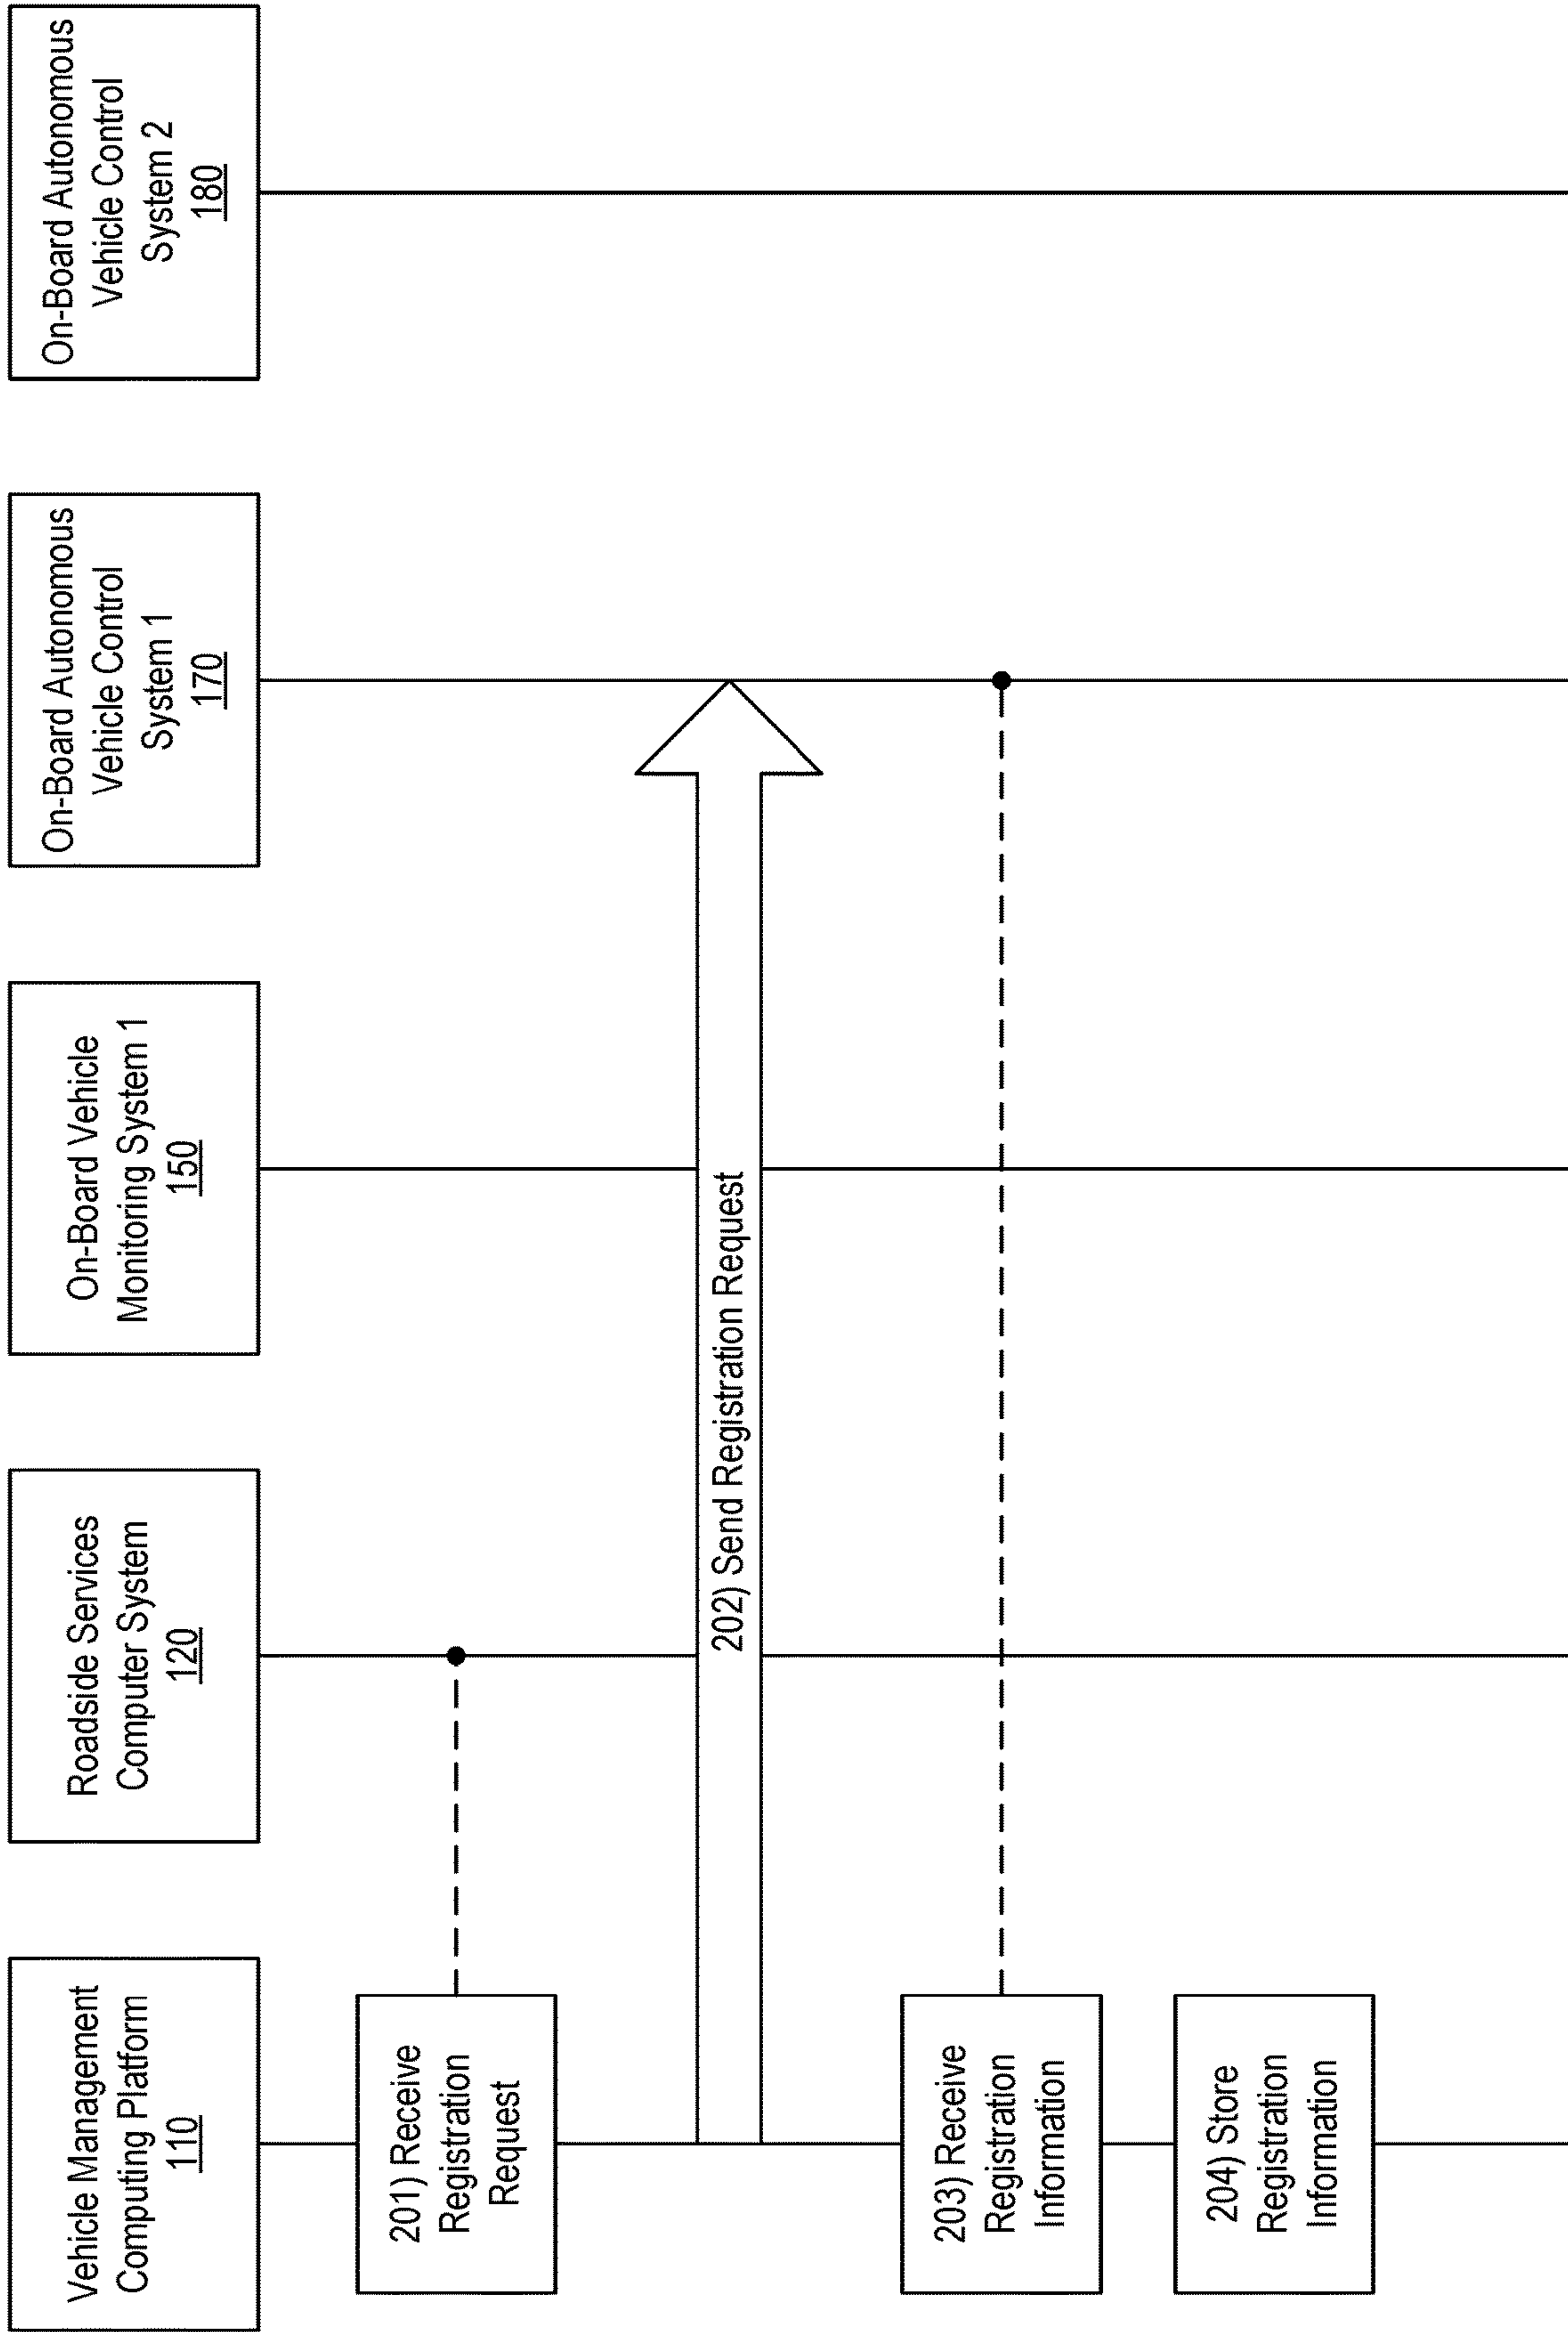 Vehicle Management
Computing Platform
110
Roadside Services
Computer System
120
On-Board Vehicle
Monitoring System 1
150
On-Board Autonomous
Vehicle Control
System 1
170
On-Board Autonomous
Vehicle Control
System 2
180
201) Receive
Registration
Request
202) Send Registration Request
203) Receive
Registration
Information
204) Store
Registration
Information